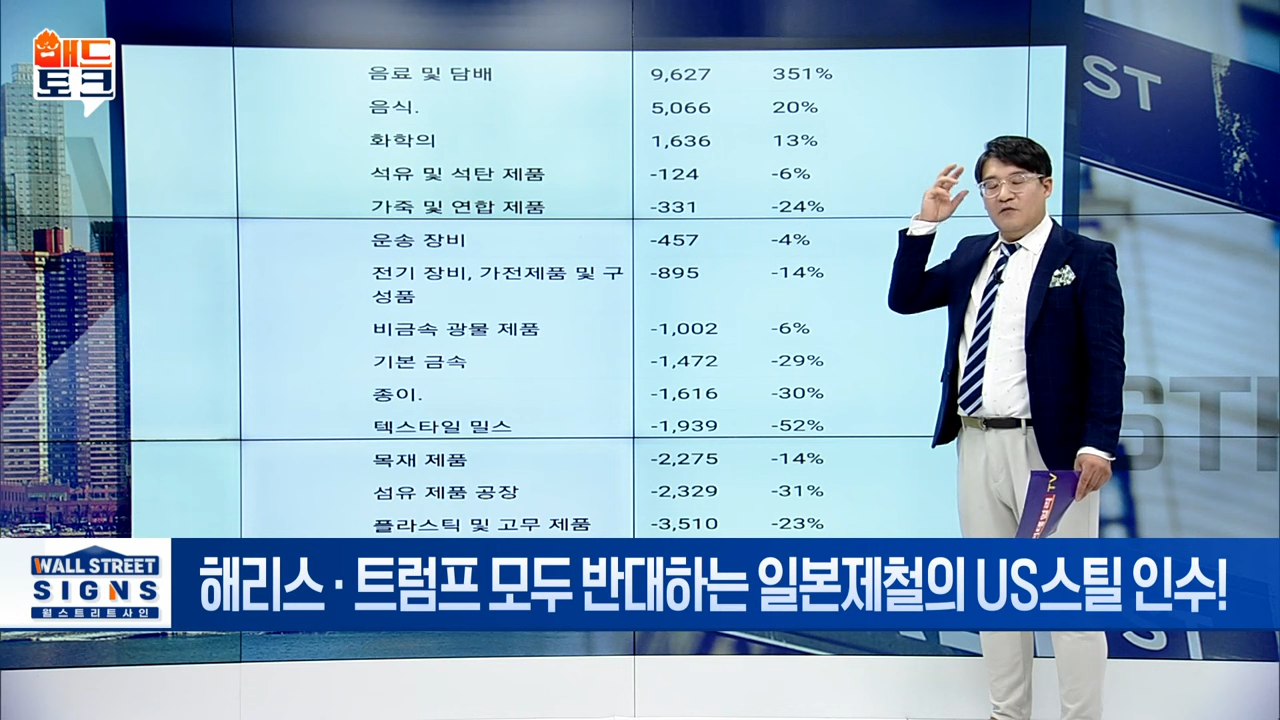 매드
토크
음료 및 담배 9,627 351%
음식. 5,066 20%
화학의 1,636 13%
석유 및 석탄 제품 -124 -6%
가죽 및 연합 제품 -331 -24%
운송 장비 -457 -4%
전기 장비, 가전제품 및 구 -895 -14%
성품
비금속 광물 제품 -1,002 -6%
기본 금속 -1,472 -29%
종이. -1,616 -30%
텍스타일 밀스 -1,939 -52%
목재 제품 -2,275 -14%
섬유 제품 공장 -2,329 -31%
플라스틱 및 고무 제품 -3,510 -23%
ST
TV
WALL STREET
SIGNS
월스트리트사인
해리스·트럼프 모두 반대하는 일본제철의 US스틸 인수!